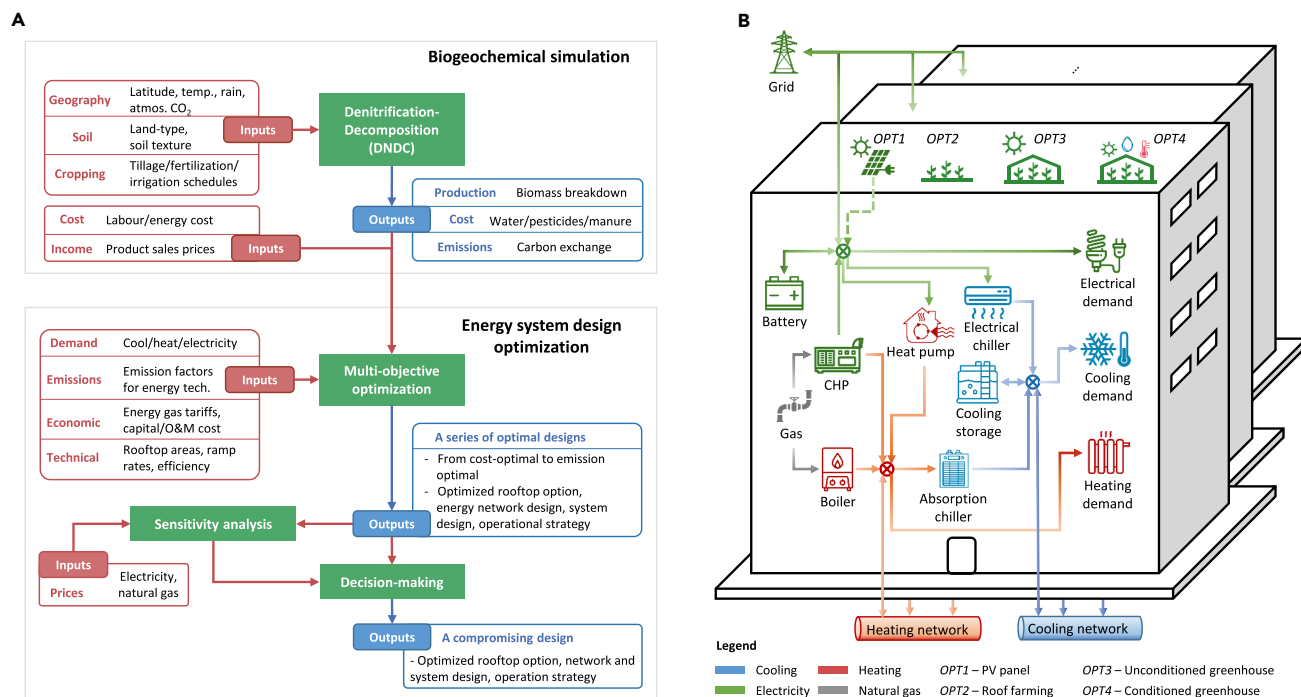 A
Biogeochemical simulation
Geography
Latitude, temp., rain,
atmos. CO2
Soil
Land-type,
soil texture
Cropping
Tillage/fertilization/
irrigation schedules
Inputs
Denitrification-
Decomposition
(DNDC)
Production
Biomass breakdown
Cost
Water/pesticides/manure
Emissions
Carbon exchange
Outputs
Cost
Labour/energy cost
Income
Product sales prices
Inputs
Energy system design
optimization
Demand
Cool/heat/electricity
Emissions
Emission factors
for energy tech.
Economic
Energy gas tariffs,
capital/O&M cost
Technical
Rooftop areas, ramp
rates, efficiency
Inputs
Multi-objective
optimization
A series of optimal designs
- From cost-optimal to emission
optimal
- Optimized rooftop option,
energy network design, system
design, operational strategy
Outputs
Sensitivity analysis
Inputs
Prices
Electricity,
natural gas
Decision-making
Outputs
A compromising design
- Optimized rooftop option, network and
system design, operation strategy
B
Grid
...
OPT1
OPT2
OPT3
OPT4
Battery
Electrical
demand
Electrical
chiller
Heat pump
CHP
Cooling
demand
Cooling
storage
Gas
Boiler
Absorption
chiller
Heating
demand
Heating network
Cooling network
Legend
Cooling
Heating
OPT1 – PV panel
OPT3 – Unconditioned greenhouse
Electricity
Natural gas
OPT2 – Roof farming
OPT4 – Conditioned greenhouse